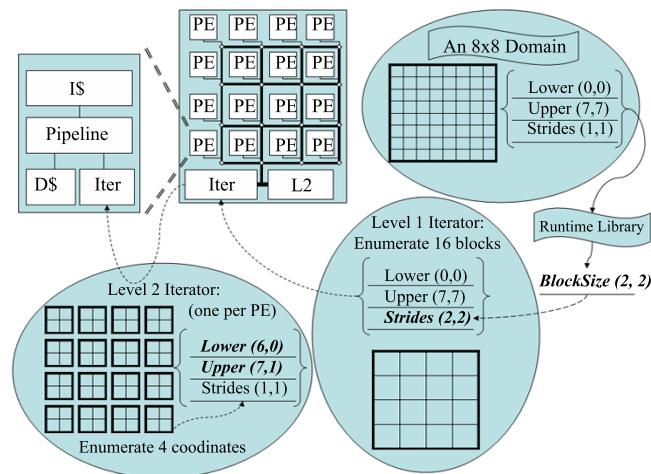 PE PE PE PE
PE PE PE PE
PE PE PE PE
PE PE PE PE
Iter
L2
I$
Pipeline
D$
Iter
An 8x8 Domain
Lower (0,0)
Upper (7,7)
Strides (1,1)
Runtime Library
BlockSize (2, 2)
Level 1 Iterator:
Enumerate 16 blocks
Lower (0,0)
Upper (7,7)
Strides (2,2)
Level 2 Iterator:
(one per PE)
Lower (6,0)
Upper (7,1)
Strides (1,1)
Enumerate 4 coodinates